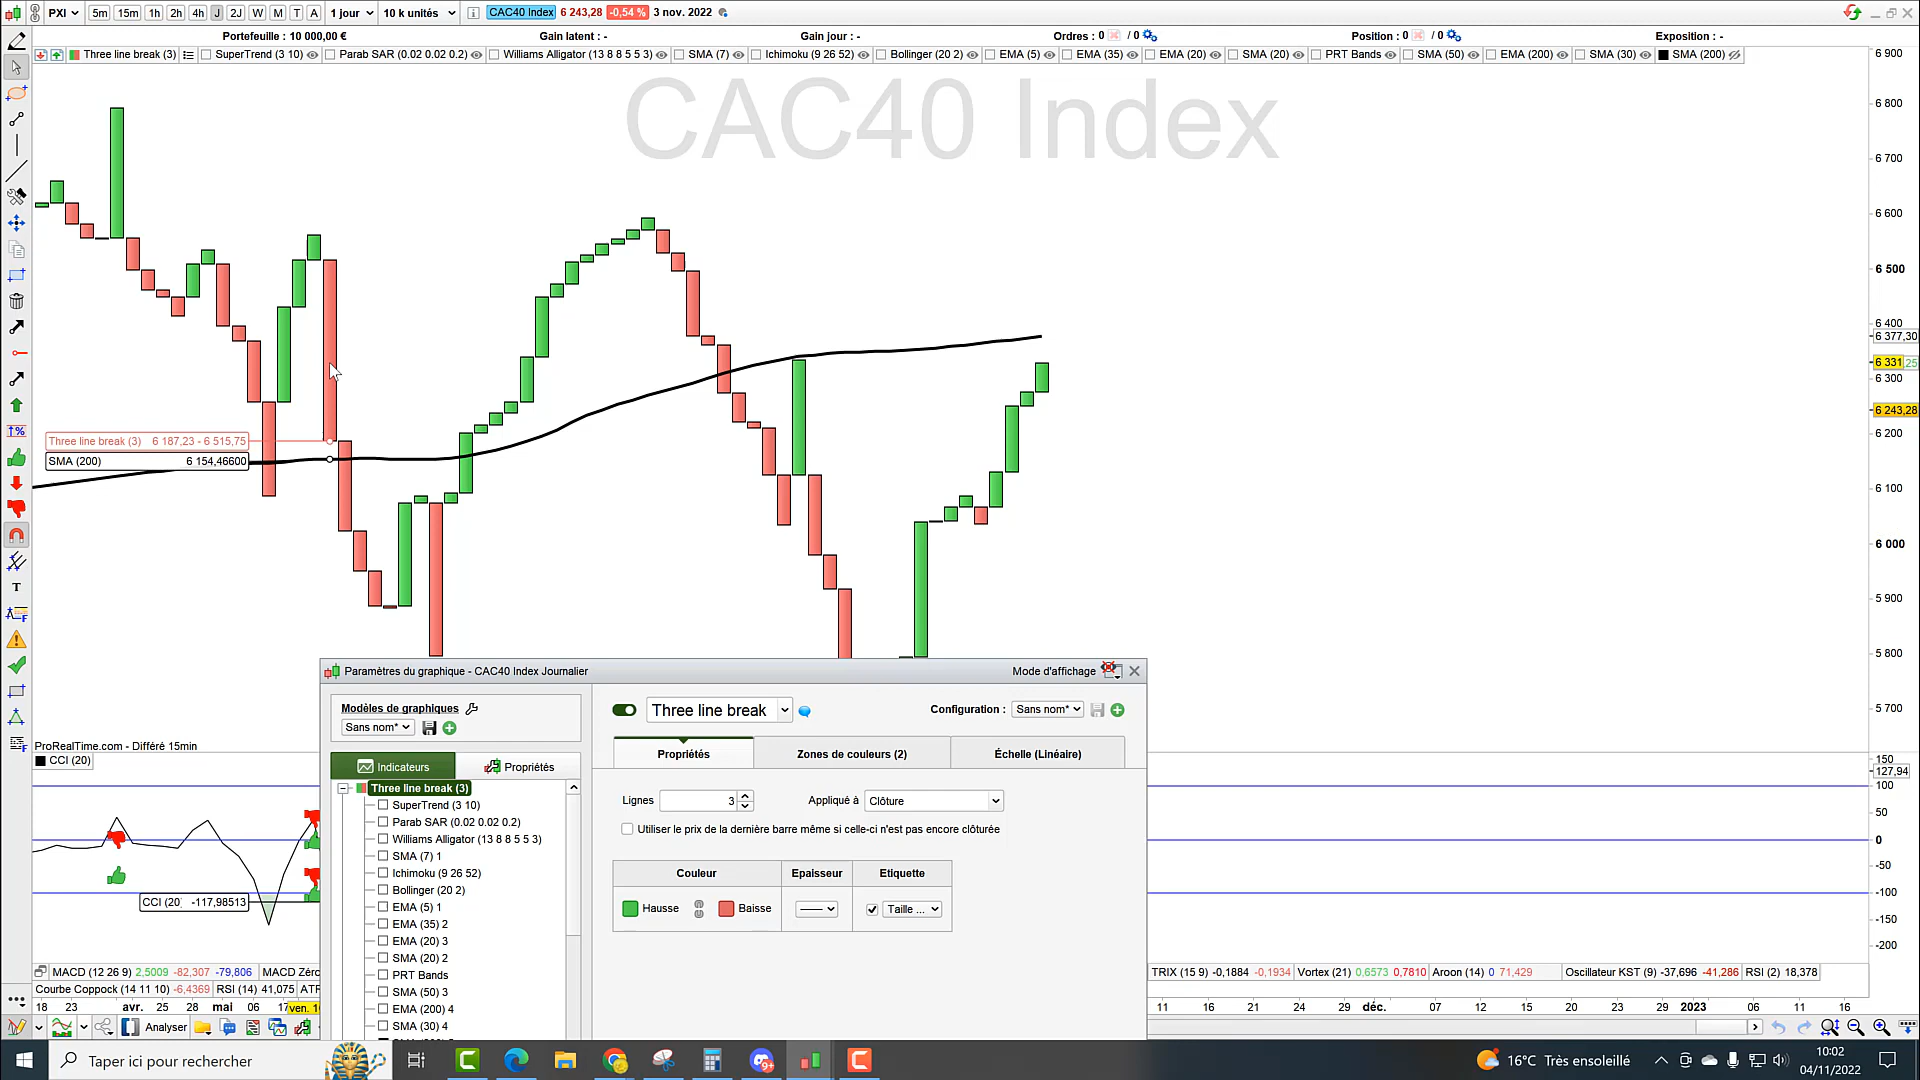 PXI 5m 15m 1h 2h 4h J 2J W M T A 1 jour 10 k unités CAC40 Index 6 243,28 -0,54 % 3 nov. 2022
Portefeuille : 10 000,00 € Gain latent : - Gain jour : - Ordres : 0 / 0 Position : 0 / 0 Exposition : -
Three line break (3) SuperTrend (3 10) Parab SAR (0.02 0.02 0.2) Williams Alligator (13 8 8 5 5 3) SMA (7) Ichimoku (9 26 52) Bollinger (20 2) EMA (5) EMA (35) EMA (20) SMA (20) PRT Bands SMA (50) EMA (200) SMA (30) SMA (200)
CAC40 Index
6 900
6 800
6 700
6 600
6 500
6 400
6 377,30
6 331,25
6 300
6 243,28
6 200
6 100
6 000
5 900
5 800
5 700
Three line break (3) 6 187,23 - 6 515,75
SMA (200) 6 154,46600
ProRealTime.com - Différé 15min
CCI (20)
CCI (20) -117,98513
150
127,94
100
50
0
-50
-100
-150
-200
Paramètres du graphique - CAC40 Index Journalier Mode d'affichage
Modèles de graphiques
Sans nom*
Three line break Configuration : Sans nom*
Indicateurs Propriétés
Propriétés Zones de couleurs (2) Échelle (Linéaire)
Three line break (3)
SuperTrend (3 10)
Parab SAR (0.02 0.02 0.2)
Williams Alligator (13 8 8 5 5 3)
SMA (7) 1
Ichimoku (9 26 52)
Bollinger (20 2)
EMA (5) 1
EMA (35) 2
EMA (20) 3
SMA (20) 2
PRT Bands
SMA (50) 3
EMA (200) 4
SMA (30) 4
Lignes 3 Appliqué à Clôture
Utiliser le prix de la dernière barre même si celle-ci n'est pas encore clôturée
Couleur Epaisseur Etiquette
Hausse Baisse Taille ...
MACD (12 26 9) 2,5009 -82,307 -79,806 MACD Zéro
TRIX (15 9) -0,1884 -0,1934 Vortex (21) 0,6573 0,7810 Aroon (14) 0 71,429 Oscillateur KST (9) -37,696 -41,286 RSI (2) 18,378
Courbe Coppock (14 11 10) -6,4369 RSI (14) 41,075 ATR
18 23 avr. 25 28 mai 06 17 ven. 11 16 21 24 29 déc. 07 12 15 20 23 29 2023 06 11 16
Analyser
Taper ici pour rechercher
16°C Très ensoleillé
10:02
04/11/2022